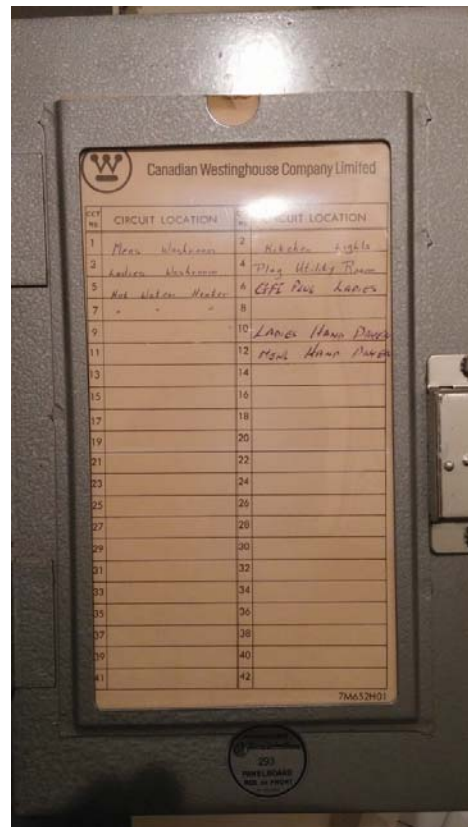 Canadian Westinghouse Company Limited
CCT NO. CIRCUIT LOCATION CIRCUIT LOCATION
1 Mens Washroom 2 Kitchen Lights
3 Ladies Washroom 4 Plug Utility Room
5 Hot Water Heater 6 GFI PLUG LADIES
7 " " " 8
9 10 LADIES HAND DRYER
11 12 MENS HAND DRYER
13 14
15 16
17 18
19 20
21 22
23 24
25 26
27 28
29 30
31 32
33 34
35 36
37 38
39 40
41 42
7M652H01
PANELBOARD